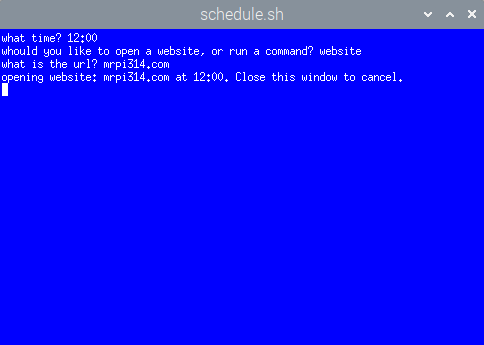 schedule.sh
what time? 12:00
whould you like to open a website, or run a command? website
what is the url? mrpi314.com
opening website: mrpi314.com at 12:00. Close this window to cancel.